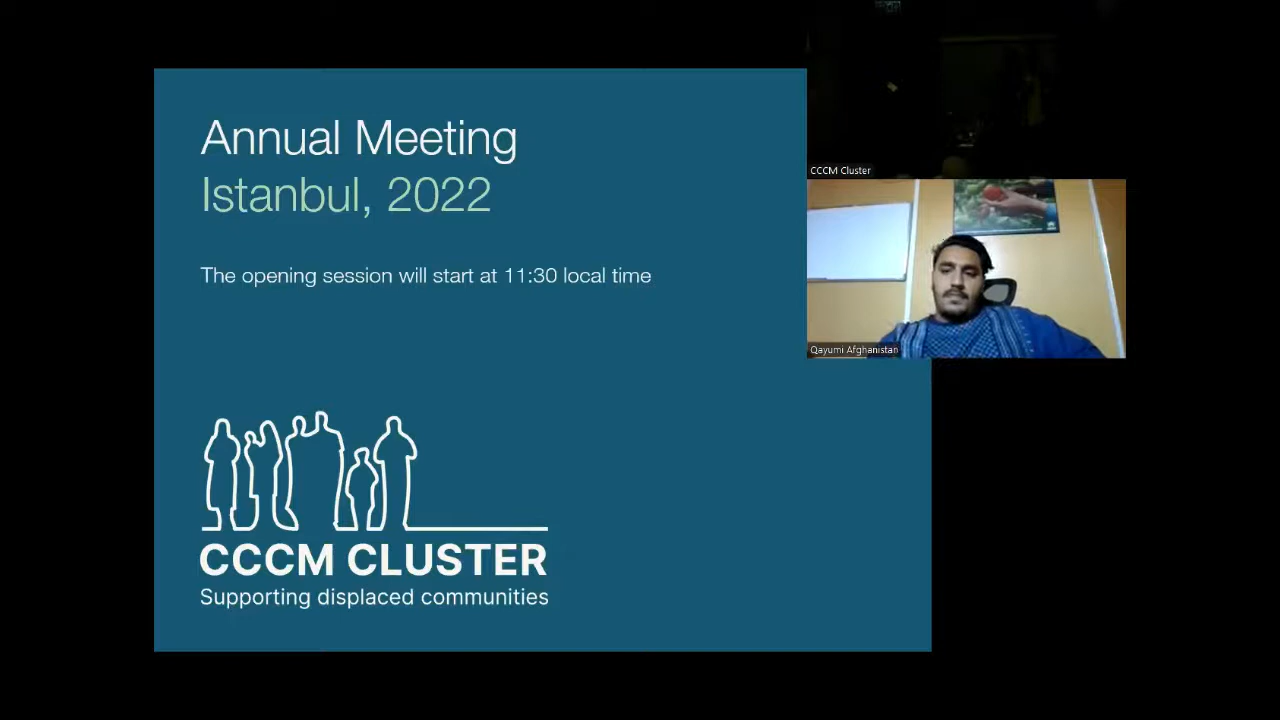 Annual Meeting
Istanbul, 2022
The opening session will start at 11:30 local time
CCCM CLUSTER
Supporting displaced communities
CCCM Cluster
Qayumi Afghanistan